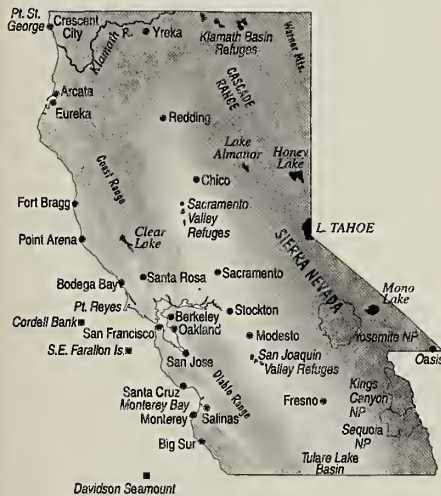 Pt. St.
George
Crescent
City
Klamath R.
Yreka
Klamath Basin
Refuges
Warner Mts.
CASCADE
RANGE
Arcata
Eureka
Redding
Lake
Almanor
Honey
Lake
Coast Range
Chico
Sacramento
Valley
Refuges
Fort Bragg
Clear
Lake
L. TAHOE
Point Arena
SIERRA NEVADA
Santa Rosa
Sacramento
Bodega Bay
Mono
Lake
Pt. Reyes
Cordell Bank
Berkeley
Stockton
San Francisco
Oakland
Yosemite NP
Modesto
Oasis
S.E. Farallon Is.
San Jose
San Joaquin
Valley Refuges
Diablo Range
Santa Cruz
Monterey Bay
Monterey
Salinas
Fresno
Kings
Canyon
NP
Sequoia
NP
Big Sur
Tulare Lake
Basin
Davidson Seamount